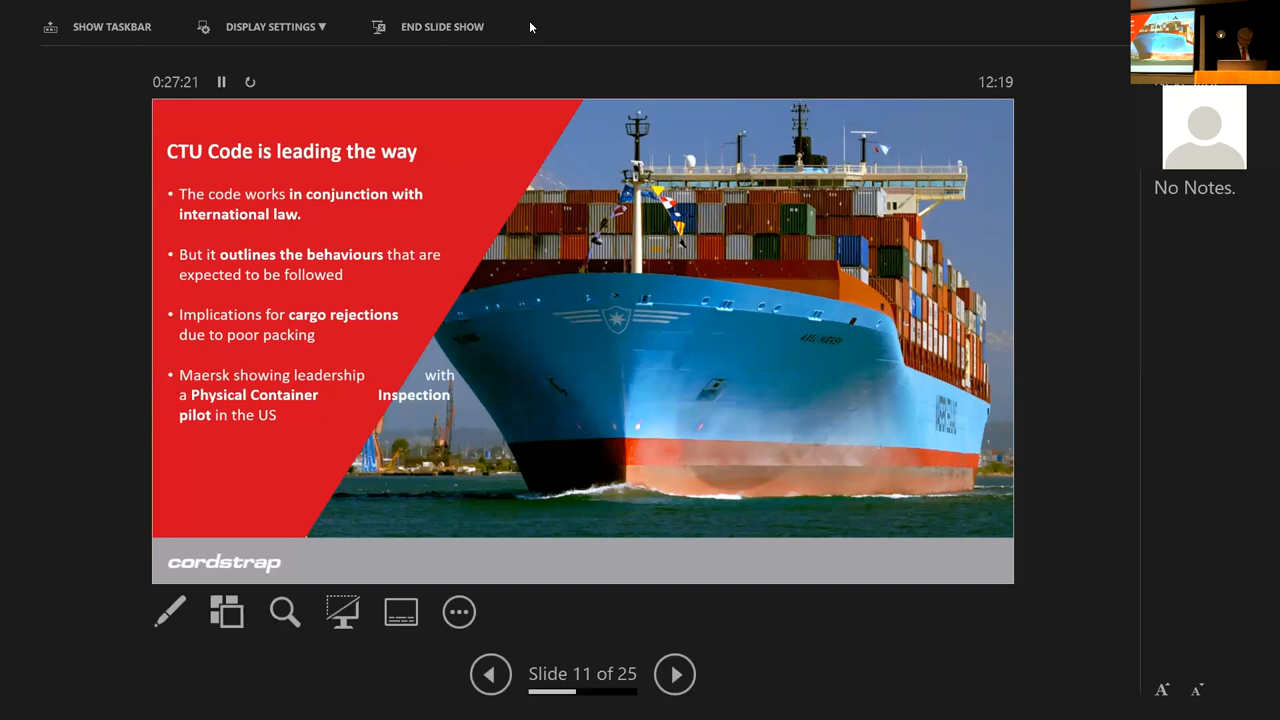 SHOW TASKBAR
DISPLAY SETTINGS ▼
END SLIDE SHOW
0:27:21
12:19
CTU Code is leading the way
• The code works in conjunction with
international law.
• But it outlines the behaviours that are
expected to be followed
• Implications for cargo rejections
due to poor packing
• Maersk showing leadership with
a Physical Container Inspection
pilot in the US
cordstrap
No Notes.
Slide 11 of 25
A A